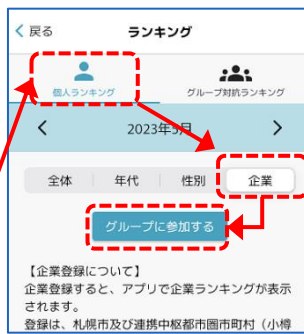 戻る ランキング
個人ランキング グループ対抗ランキング
2023年5月
全体 年代 性別 企業
グループに参加する
【企業登録について】
企業登録すると、アプリで企業ランキングが表示
されます。
登録は、札幌市及び連携中枢都市圏市町村（小樽